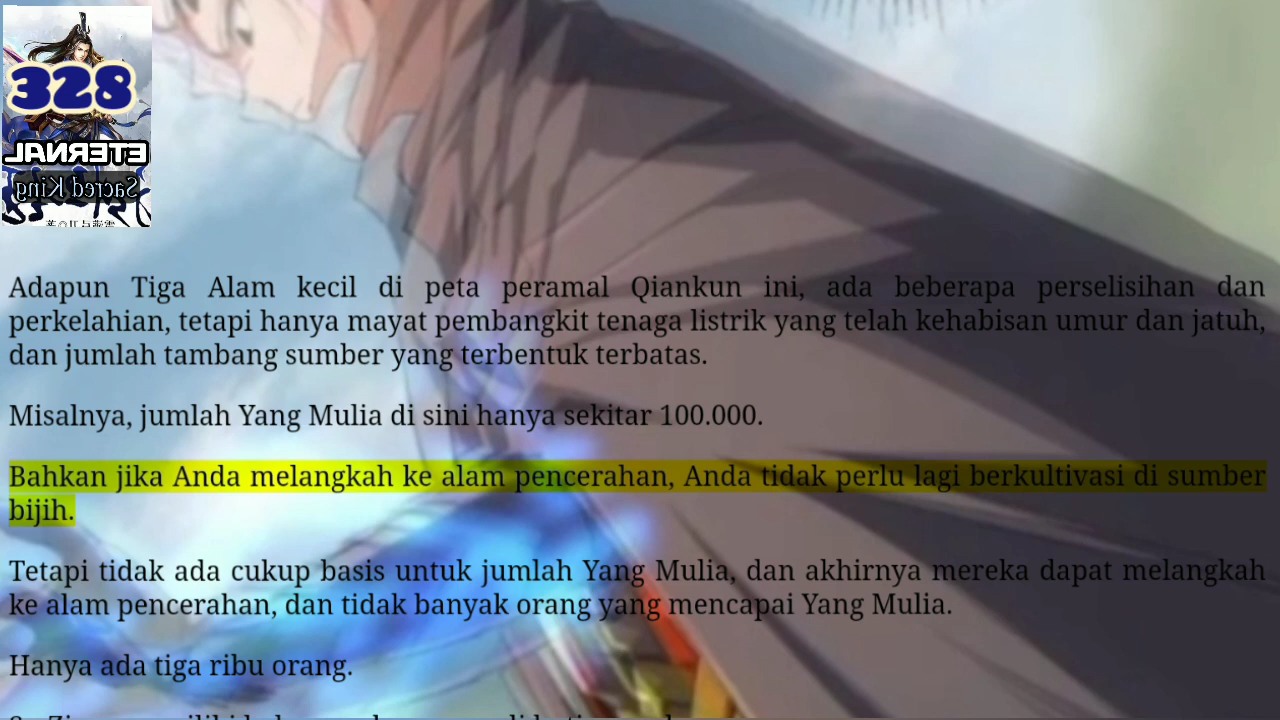 328
ETERNAL
Sacred King
Adapun Tiga Alam kecil di peta peramal Qiankun ini, ada beberapa perselisihan dan
perkelahian, tetapi hanya mayat pembangkit tenaga listrik yang telah kehabisan umur dan jatuh,
dan jumlah tambang sumber yang terbentuk terbatas.
Misalnya, jumlah Yang Mulia di sini hanya sekitar 100.000.
Bahkan jika Anda melangkah ke alam pencerahan, Anda tidak perlu lagi berkultivasi di sumber
bijih.
Tetapi tidak ada cukup basis untuk jumlah Yang Mulia, dan akhirnya mereka dapat melangkah
ke alam pencerahan, dan tidak banyak orang yang mencapai Yang Mulia.
Hanya ada tiga ribu orang.